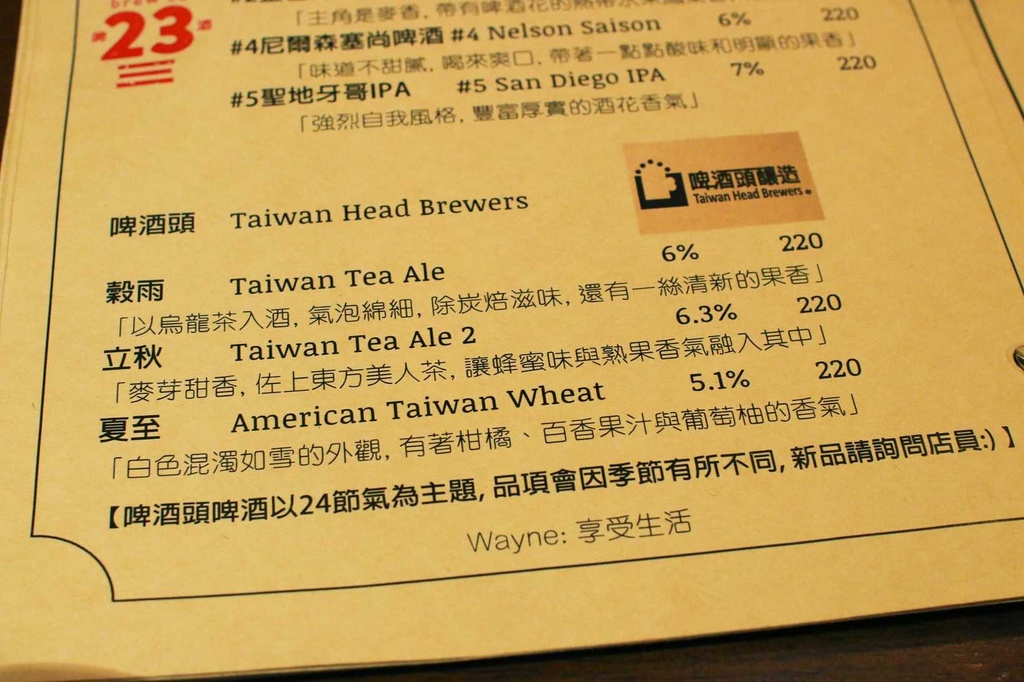 啤 23 酒
「主角是麥香，帶有啤酒花的熱帶水果
#4尼爾森塞尚啤酒 #4 Nelson Saison 6% 220
「味道不甜膩，喝來爽口，帶著一點點酸味和明顯的果香」
#5聖地牙哥IPA #5 San Diego IPA 7% 220
「強烈自我風格，豐富厚實的酒花香氣」
啤酒頭釀造
Taiwan Head Brewers
啤酒頭 Taiwan Head Brewers
穀雨 Taiwan Tea Ale 6% 220
「以烏龍茶入酒，氣泡綿細，除炭焙滋味，還有一絲清新的果香」
立秋 Taiwan Tea Ale 2 6.3% 220
「麥芽甜香，佐上東方美人茶，讓蜂蜜味與熟果香氣融入其中」
夏至 American Taiwan Wheat 5.1% 220
「白色混濁如雪的外觀，有著柑橘、百香果汁與葡萄柚的香氣」
【啤酒頭啤酒以24節氣為主題，品項會因季節有所不同，新品請詢問店員:)】
Wayne: 享受生活